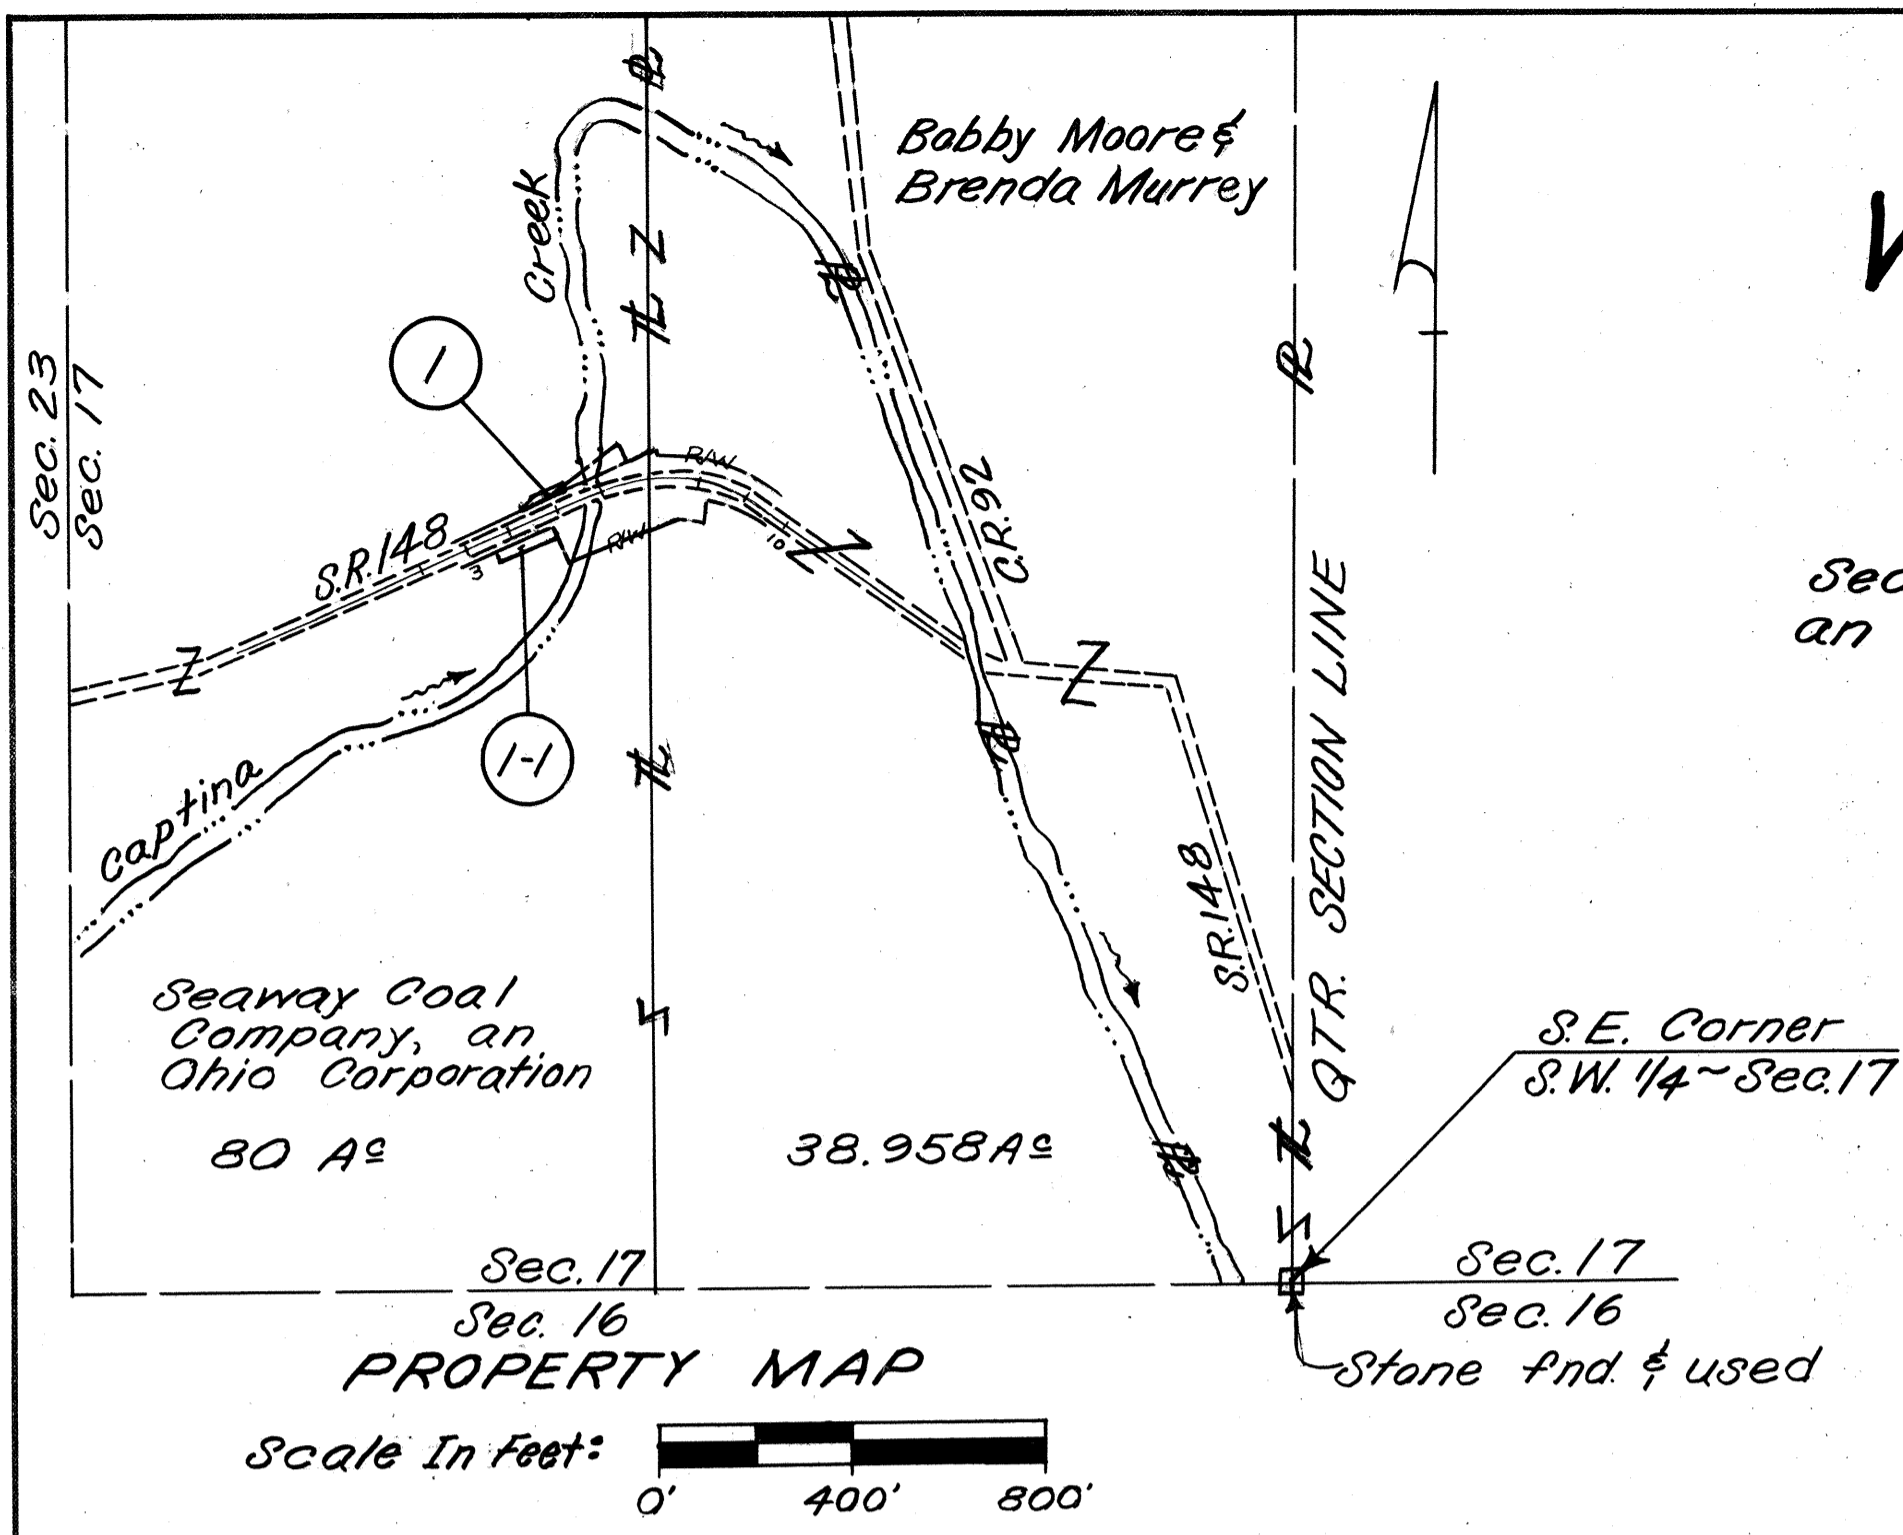 Bobby Moore &
Brenda Murrey
Creek
Sec. 23
Sec. 17
1
R/W
S.R. 148
3
R/W
10
C.R. 92
1-1
Captina
QTR. SECTION LINE
S.R. 148
Sec
an
Seaway Coal
Company, an
Ohio Corporation
80 Ac
38.958 Ac
S.E. Corner
S.W. 1/4 ~ Sec. 17
Sec. 17
Sec. 16
Sec. 17
Sec. 16
Stone fnd. & used
PROPERTY MAP
Scale In Feet:
0' 400' 800'